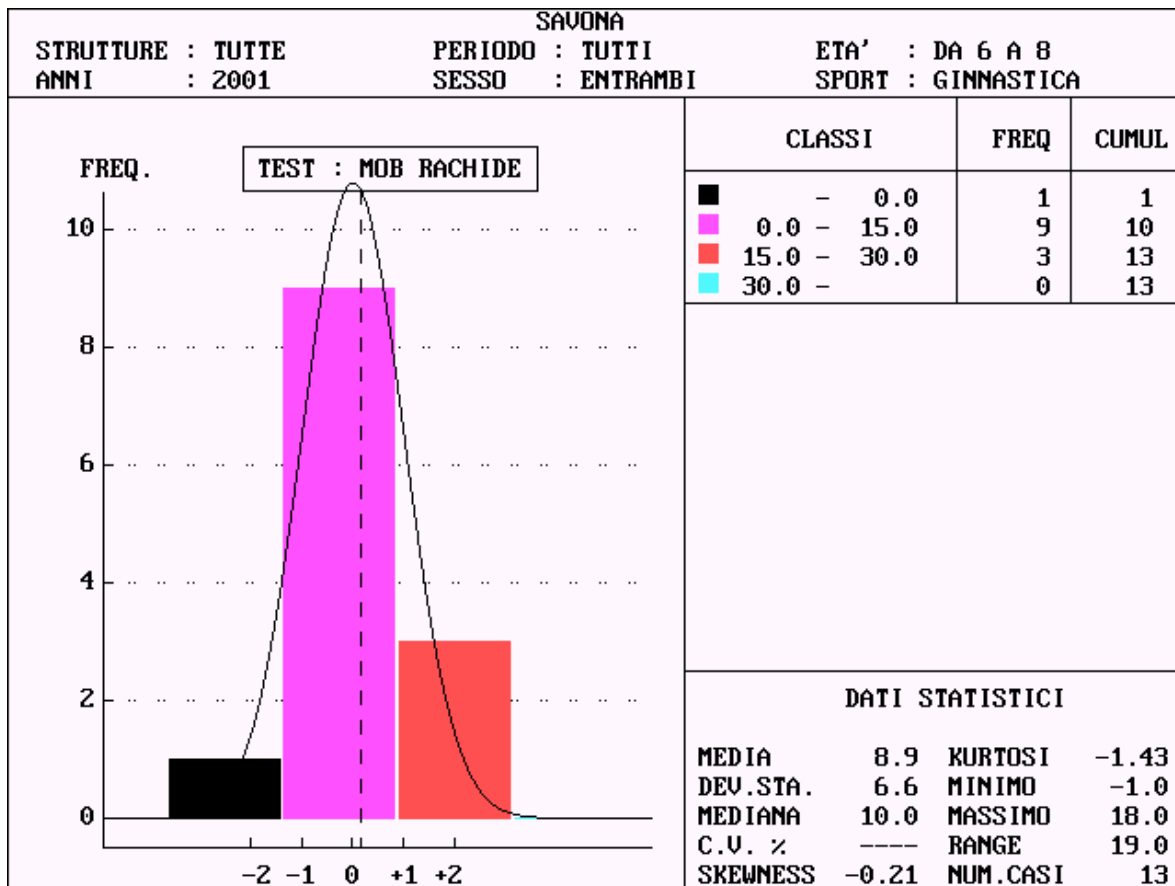 SAVONA
STRUTTURE : TUTTE PERIODO : TUTTI ETA' : DA 6 A 8
ANNI : 2001 SESSO : ENTRAMBI SPORT : GINNASTICA
CLASSI FREQ CUMUL
FREQ. TEST : MOB RACHIDE
- 0.0 1 1
0.0 - 15.0 9 10
15.0 - 30.0 3 13
30.0 - 0 13
10
8
6
4
2
0
-2 -1 0 +1 +2
DATI STATISTICI
MEDIA 8.9 KURTOSI -1.43
DEV.STA. 6.6 MINIMO -1.0
MEDIANA 10.0 MASSIMO 18.0
C.V. % ---- RANGE 19.0
SKEWNESS -0.21 NUM.CASI 13